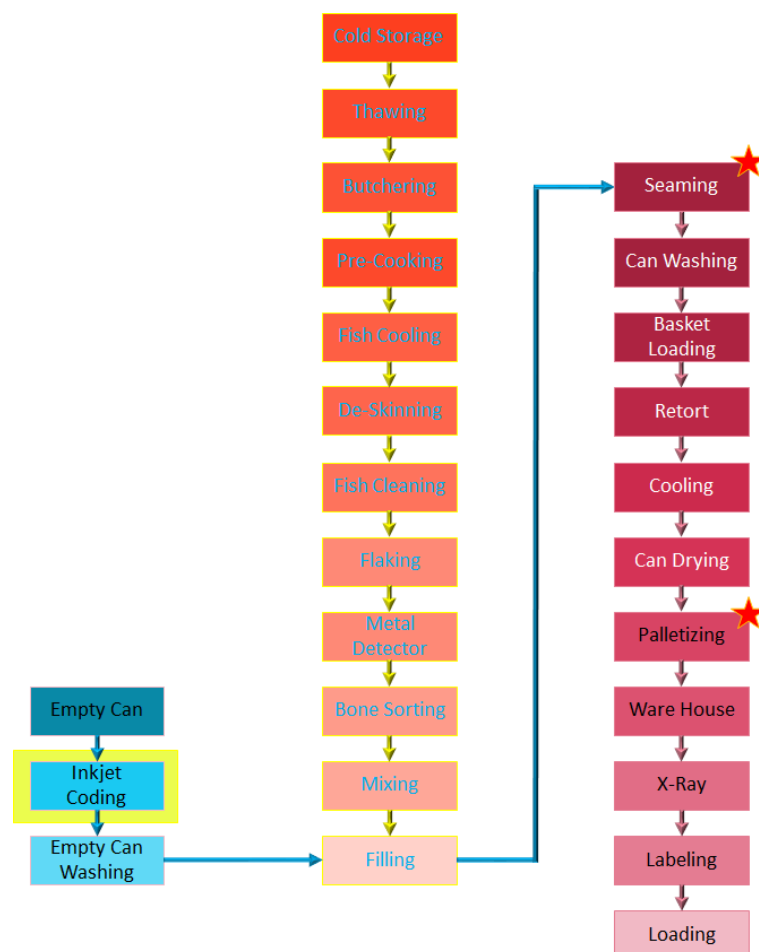 Cold Storage
Thawing
Butchering
Pre-Cooking
Fish Cooling
De-Skinning
Fish Cleaning
Flaking
Metal
Detector
Bone Sorting
Mixing
Filling
Empty Can
Inkjet
Coding
Empty Can
Washing
Seaming
Can Washing
Basket
Loading
Retort
Cooling
Can Drying
Palletizing
Ware House
X-Ray
Labeling
Loading